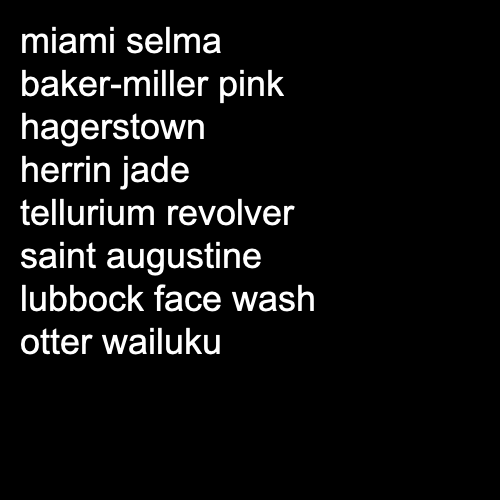 miami selma
baker-miller pink
hagerstown
herrin jade
tellurium revolver
saint augustine
lubbock face wash
otter wailuku